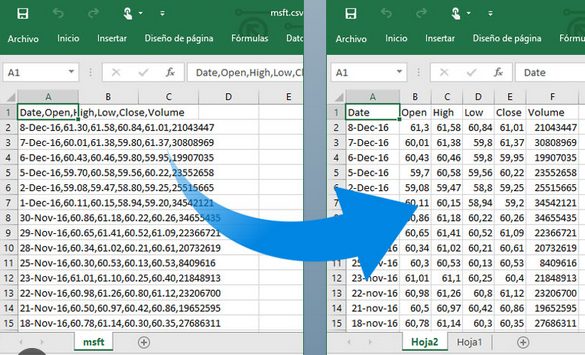 msft.csv
Archivo Inicio Insertar Diseño de página Fórmulas Dato
A1 fx Date,Open,High,Low,Cl
A B C D E
1 Date,Open,High,Low,Close,Volume
2 8-Dec-16,61.30,61.58,60.84,61.01,21043447
3 7-Dec-16,60.01,61.38,59.80,61.37,30808969
4 6-Dec-16,60.43,60.46,59.80,59.95,19907035
5 5-Dec-16,59.70,60.58,59.56,60.22,23552658
6 2-Dec-16,59.08,59.47,58.80,59.25,25515665
7 1-Dec-16,60.11,60.15,58.94,59.20,34542121
8 30-Nov-16,60.86,61.18,60.22,60.26,34655435
9 29-Nov-16,60.65,61.41,60.52,61.09,22366721
10 28-Nov-16,60.34,61.02,60.21,60.61,20732619
11 25-Nov-16,60.30,60.53,60.13,60.53,8409616
12 23-Nov-16,61.01,61.10,60.25,60.40,21848913
13 22-Nov-16,60.98,61.26,60.80,61.12,23206700
14 21-Nov-16,60.50,60.97,60.42,60.86,19652595
15 18-Nov-16,60.78,61.14,60.30,60.35,27686311
msft
Archivo Inicio Insertar Diseño de página
A1 fx Date
A B C D E F
1 Date Open High Low Close Volume
2 8-Dec-16 61,3 61,58 60,84 61,01 21043447
3 7-Dec-16 60,01 61,38 59,8 61,37 30808969
4 6-Dec-16 60,43 60,46 59,8 59,95 19907035
5 5-Dec-16 59,7 60,58 59,56 60,22 23552658
2-Dec-16 59,08 59,47 58,8 59,25 25515665
60,11 60,15 58,94 59,2 34542121
60,86 61,18 60,22 60,26 34655435
60,65 61,41 60,52 61,09 22366721
60,34 61,02 60,21 60,61 20732619
11 60,3 60,53 60,13 60,53 8409616
12 23-nov-16 61,01 61,1 60,25 60,4 21848913
13 22-nov-16 60,98 61,26 60,8 61,12 23206700
14 21-nov-16 60,5 60,97 60,42 60,86 19652595
15 18-nov-16 60,78 61,14 60,3 60,35 27686311
Hoja2 Hoja1